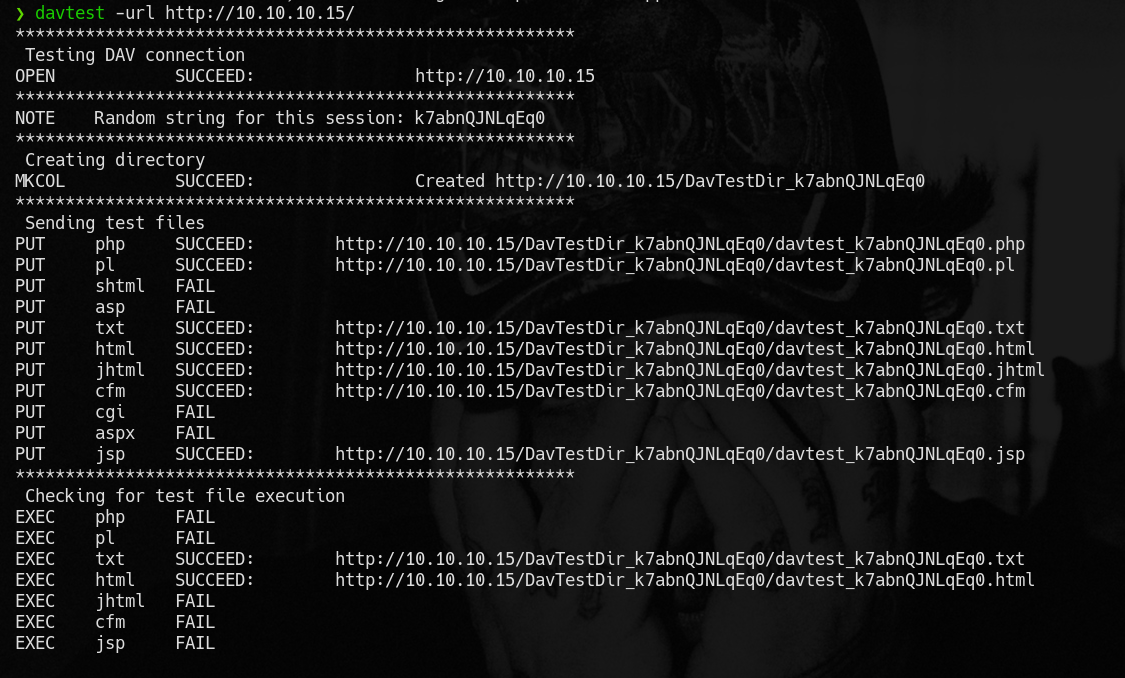 ❯ davtest -url http://10.10.10.15/
********************************************************
 Testing DAV connection
OPEN            SUCCEED:                http://10.10.10.15
********************************************************
NOTE    Random string for this session: k7abnQJNLqEq0
********************************************************
 Creating directory
MKCOL           SUCCEED:                Created http://10.10.10.15/DavTestDir_k7abnQJNLqEq0
********************************************************
 Sending test files
PUT     php     SUCCEED:        http://10.10.10.15/DavTestDir_k7abnQJNLqEq0/davtest_k7abnQJNLqEq0.php
PUT     pl      SUCCEED:        http://10.10.10.15/DavTestDir_k7abnQJNLqEq0/davtest_k7abnQJNLqEq0.pl
PUT     shtml   FAIL
PUT     asp     FAIL
PUT     txt     SUCCEED:        http://10.10.10.15/DavTestDir_k7abnQJNLqEq0/davtest_k7abnQJNLqEq0.txt
PUT     html    SUCCEED:        http://10.10.10.15/DavTestDir_k7abnQJNLqEq0/davtest_k7abnQJNLqEq0.html
PUT     jhtml   SUCCEED:        http://10.10.10.15/DavTestDir_k7abnQJNLqEq0/davtest_k7abnQJNLqEq0.jhtml
PUT     cfm     SUCCEED:        http://10.10.10.15/DavTestDir_k7abnQJNLqEq0/davtest_k7abnQJNLqEq0.cfm
PUT     cgi     FAIL
PUT     aspx    FAIL
PUT     jsp     SUCCEED:        http://10.10.10.15/DavTestDir_k7abnQJNLqEq0/davtest_k7abnQJNLqEq0.jsp
********************************************************
 Checking for test file execution
EXEC    php     FAIL
EXEC    pl      FAIL
EXEC    txt     SUCCEED:        http://10.10.10.15/DavTestDir_k7abnQJNLqEq0/davtest_k7abnQJNLqEq0.txt
EXEC    html    SUCCEED:        http://10.10.10.15/DavTestDir_k7abnQJNLqEq0/davtest_k7abnQJNLqEq0.html
EXEC    jhtml   FAIL
EXEC    cfm     FAIL
EXEC    jsp     FAIL